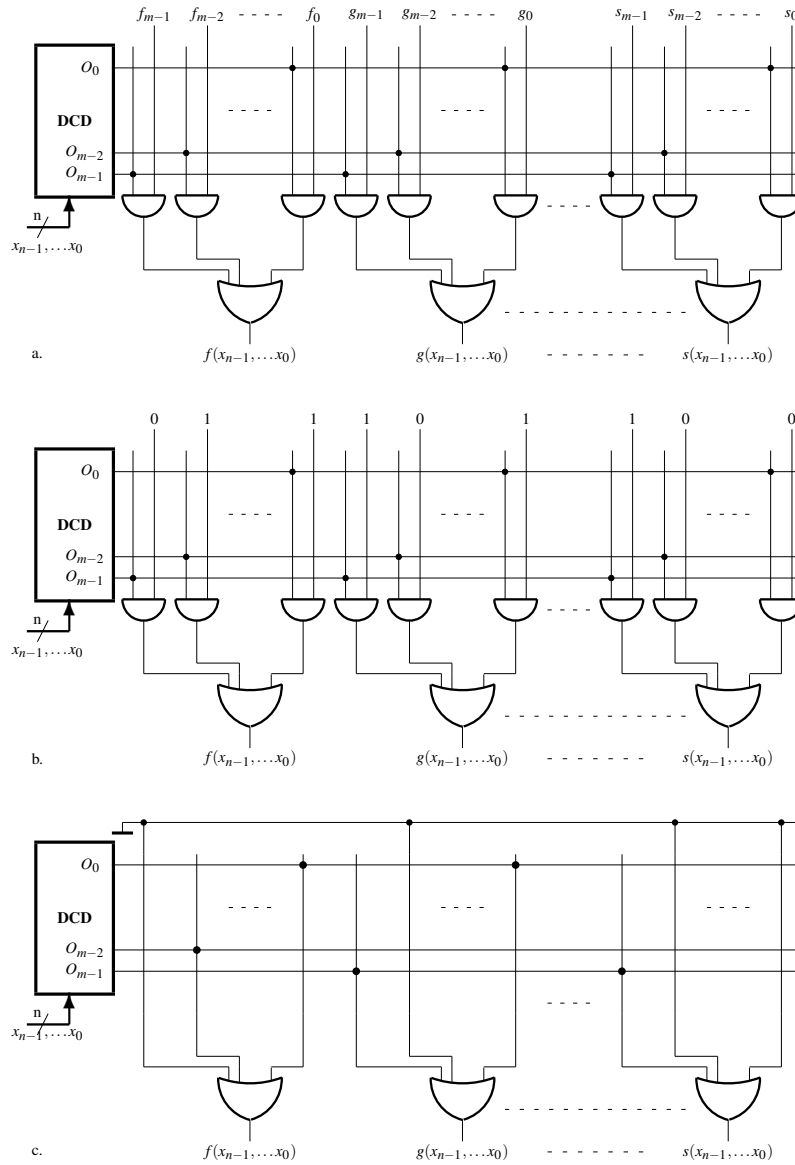 f_{m−1} f_{m−2} - - - - f_0 g_{m−1} g_{m−2} - - - - g_0 s_{m−1} s_{m−2} - - - - s_0
O_0
DCD
O_{m−2}
O_{m−1}
n
x_{n−1},...x_0
f(x_{n−1},...x_0) g(x_{n−1},...x_0) s(x_{n−1},...x_0)
a.
0 1 1 1 0 1 1 0 0
O_0
DCD
O_{m−2}
O_{m−1}
n
x_{n−1},...x_0
f(x_{n−1},...x_0) g(x_{n−1},...x_0) s(x_{n−1},...x_0)
b.
O_0
DCD
O_{m−2}
O_{m−1}
n
x_{n−1},...x_0
f(x_{n−1},...x_0) g(x_{n−1},...x_0) s(x_{n−1},...x_0)
c.